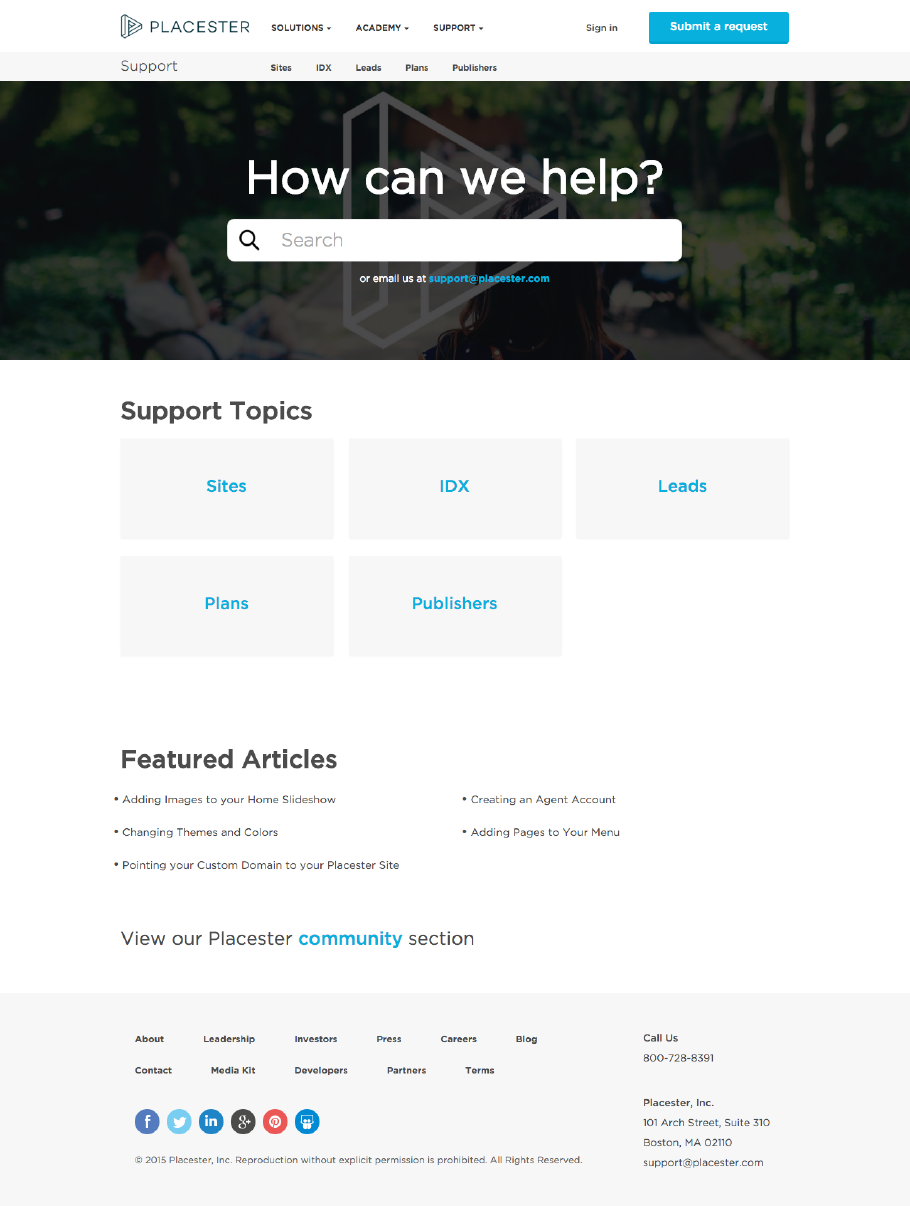 PLACESTER SOLUTIONS ACADEMY SUPPORT Sign in Submit a request
Support Sites IDX Leads Plans Publishers
How can we help?
Search
or email us at support@placester.com
Support Topics
Sites IDX Leads
Plans Publishers
Featured Articles
• Adding Images to your Home Slideshow • Creating an Agent Account
• Changing Themes and Colors • Adding Pages to Your Menu
• Pointing your Custom Domain to your Placester Site
View our Placester community section
About Leadership Investors Press Careers Blog
Contact Media Kit Developers Partners Terms
f in g+
© 2015 Placester, Inc. Reproduction without explicit permission is prohibited. All Rights Reserved.
Call Us
800-728-8391
Placester, Inc.
101 Arch Street, Suite 310
Boston, MA 02110
support@placester.com